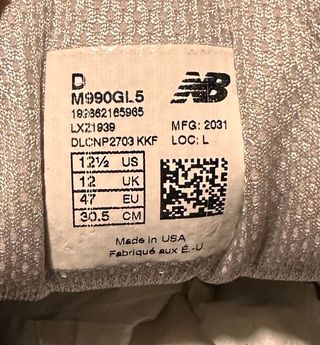 D
M990GL5
NB
192662165965
LXZ1939
MFG: 2031
DLCNP2703 KKF
LOC: L
12½ US
12 UK
47 EU
30.5 CM
Made in USA
Fabriqué aux É.-U.